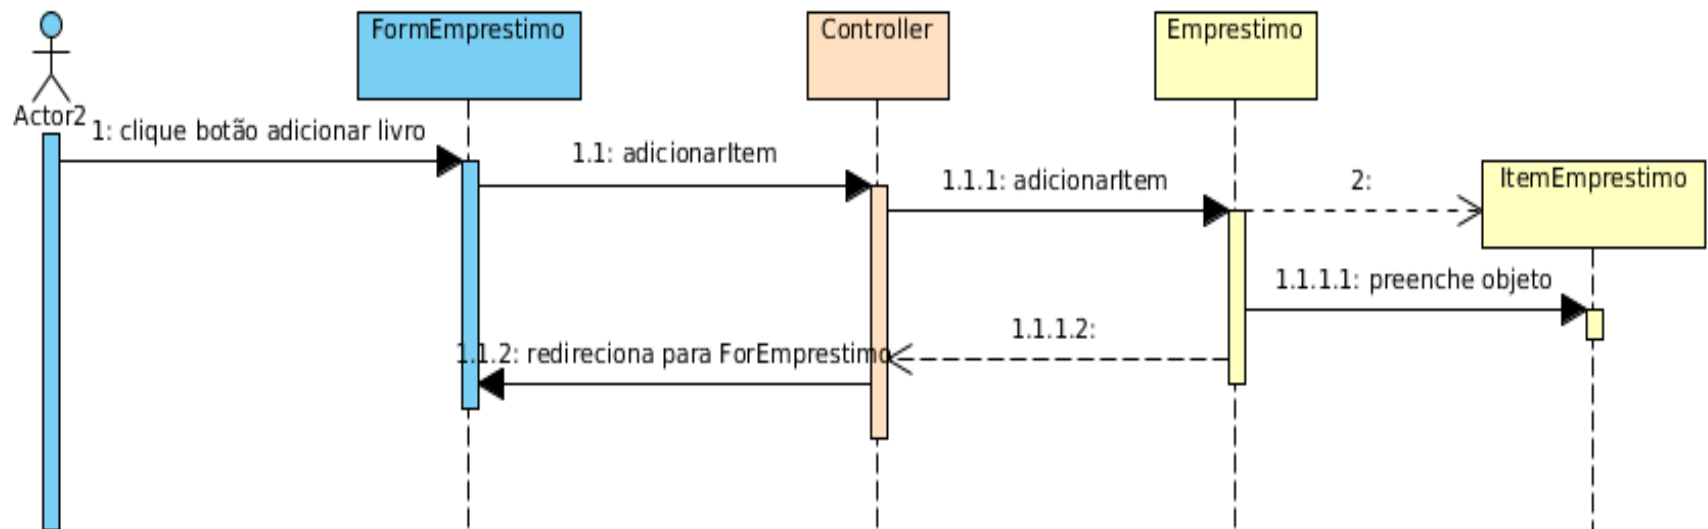 FormEmprestimo
Controller
Emprestimo
Actor2
1: clique botão adicionar livro
1.1: adicionarItem
1.1.1: adicionarItem
2:
ItemEmprestimo
1.1.1.1: preenche objeto
1.1.1.2:
1.1.2: redireciona para ForEmprestimo